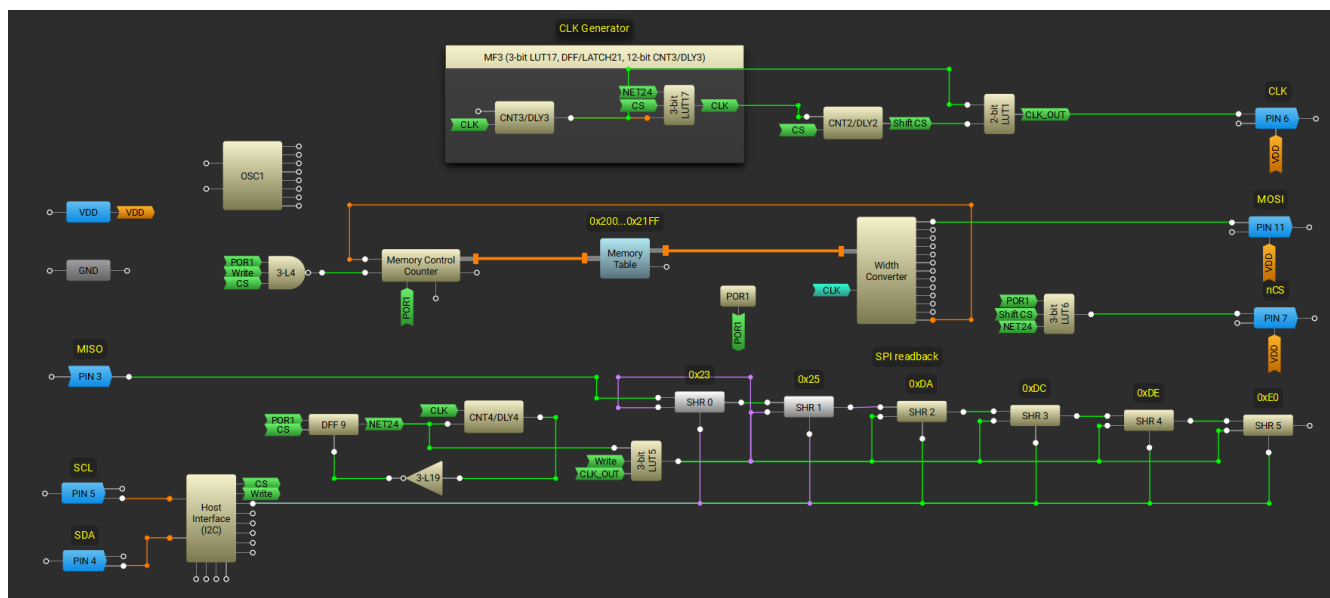 CLK Generator
MF3 (3-bit LUT17, DFF/LATCH21, 12-bit CNT3/DLY3)
NET24
CS
CLK
CNT3/DLY3
3-bit
LUT17
CLK
CS
CNT2/DLY2
Shift CS
2-bit
LUT1
CLK_OUT
CLK
PIN 6
VDD
OSC1
VDD
VDD
GND
0x200...0x21FF
MOSI
PIN 11
VDD
POR1
Write
CS
3-L4
Memory Control
Counter
POR1
Memory
Table
POR1
POR1
CLK
Width
Converter
POR1
Shift CS
NET24
3-bit
LUT6
nCS
PIN 7
VDD
MISO
PIN 3
SPI readback
0x23
SHR 0
0x25
SHR 1
0xDA
SHR 2
0xDC
SHR 3
0xDE
SHR 4
0xE0
SHR 5
POR1
CS
DFF 9
NET24
CLK
CNT4/DLY4
3-L19
Write
CLK_OUT
3-bit
LUT5
SCL
PIN 5
SDA
PIN 4
Host
Interface
(I2C)
CS
Write